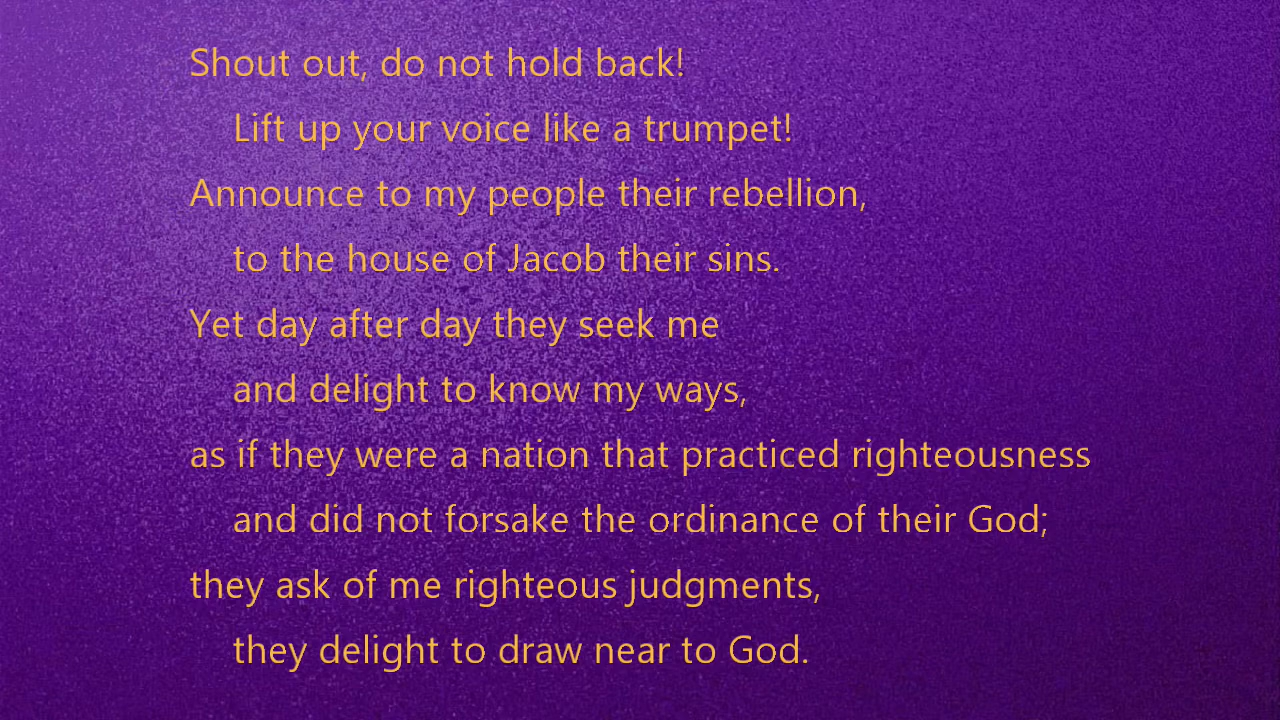 Shout out, do not hold back!
Lift up your voice like a trumpet!
Announce to my people their rebellion,
to the house of Jacob their sins.
Yet day after day they seek me
and delight to know my ways,
as if they were a nation that practiced righteousness
and did not forsake the ordinance of their God;
they ask of me righteous judgments,
they delight to draw near to God.